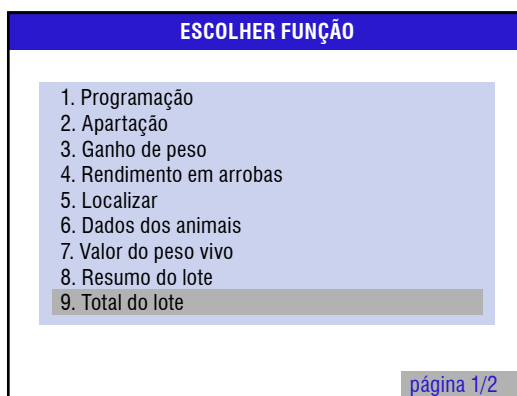 ESCOLHER FUNÇÃO
1. Programação
2. Apartação
3. Ganho de peso
4. Rendimento em arrobas
5. Localizar
6. Dados dos animais
7. Valor do peso vivo
8. Resumo do lote
9. Total do lote
página 1/2